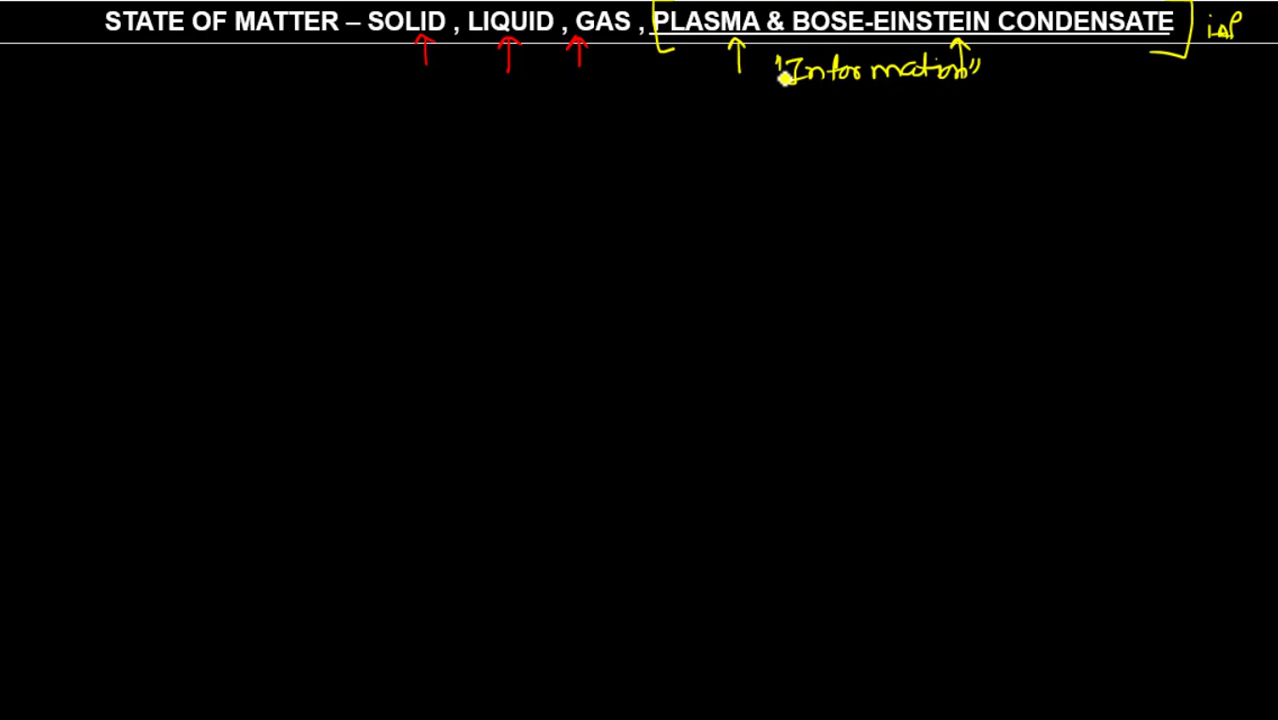 STATE OF MATTER – SOLID , LIQUID , GAS , PLASMA & BOSE-EINSTEIN CONDENSATE
"Information"